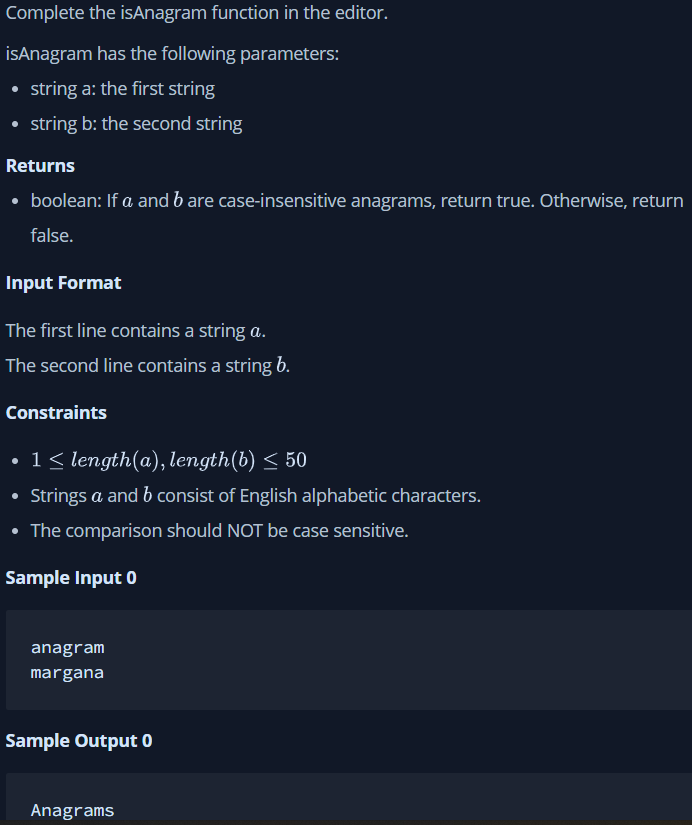 Complete the isAnagram function in the editor.
isAnagram has the following parameters:
• string a: the first string
• string b: the second string
Returns
• boolean: If a and b are case-insensitive anagrams, return true. Otherwise, return
false.
Input Format
The first line contains a string a.
The second line contains a string b.
Constraints
• 1 ≤ length(a), length(b) ≤ 50
• Strings a and b consist of English alphabetic characters.
• The comparison should NOT be case sensitive.
Sample Input 0
anagram
margana
Sample Output 0
Anagrams